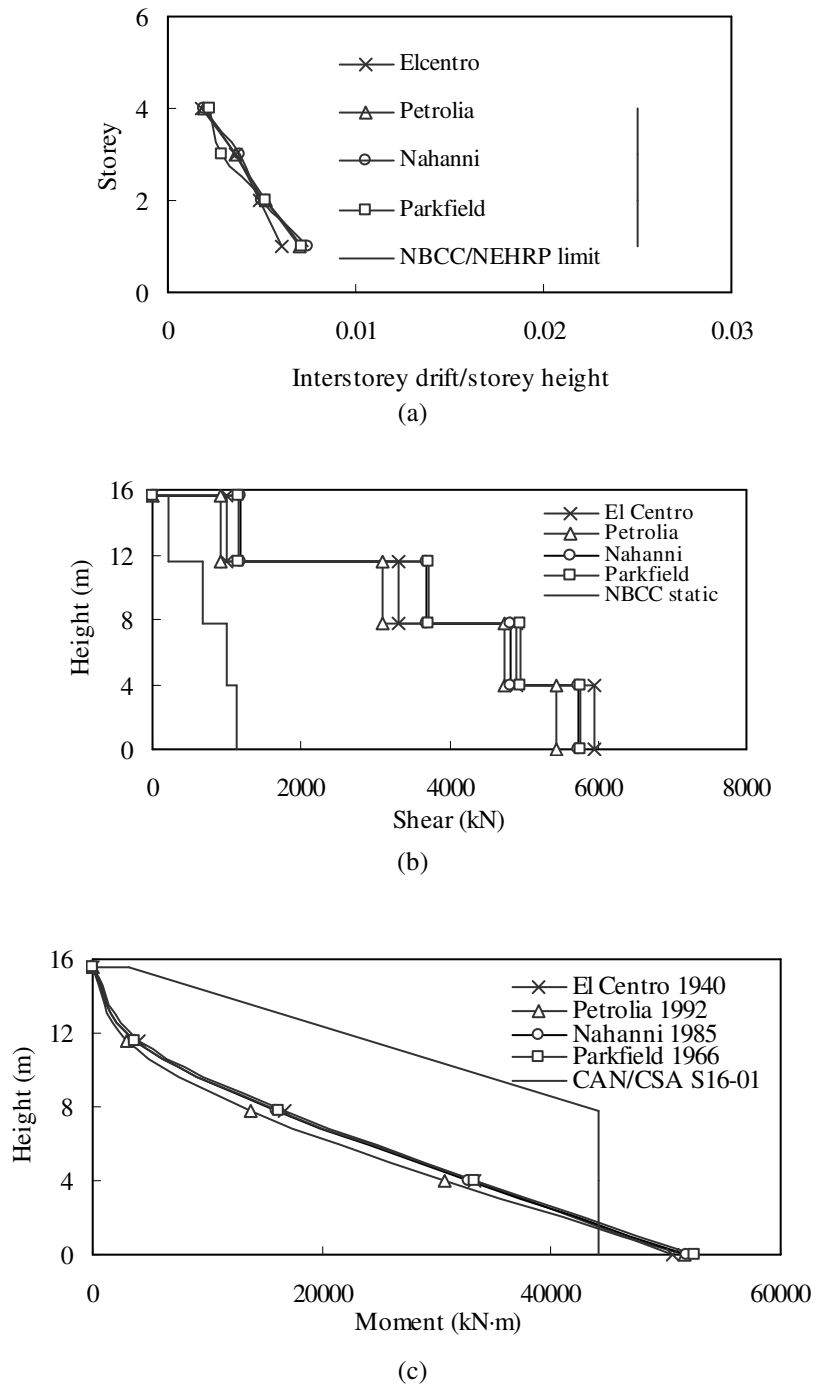 6
4
2
0
Storey
Elcentro
Petrolia
Nahanni
Parkfield
NBCC/NEHRP limit
0 0.01 0.02 0.03
Interstorey drift/storey height
(a)
16
12
8
4
0
Height (m)
El Centro
Petrolia
Nahanni
Parkfield
NBCC static
0 2000 4000 6000 8000
Shear (kN)
(b)
16
12
8
4
0
Height (m)
El Centro 1940
Petrolia 1992
Nahanni 1985
Parkfield 1966
CAN/CSA S16-01
0 20000 40000 60000
Moment (kN·m)
(c)